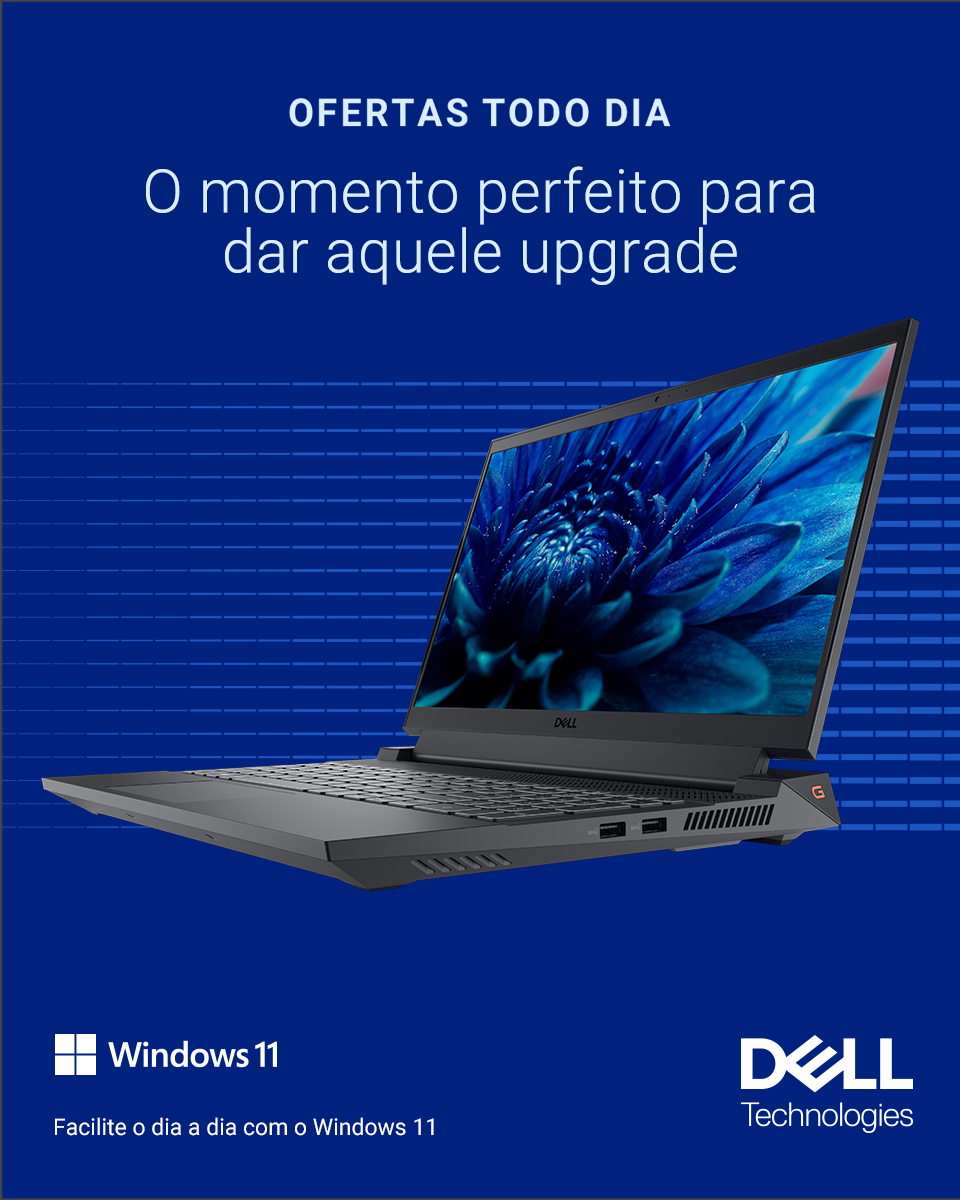 OFERTAS TODO DIA
O momento perfeito para
dar aquele upgrade
DELL
G
Windows 11
Facilite o dia a dia com o Windows 11
DELL
Technologies